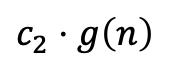 c₂ · g(n)